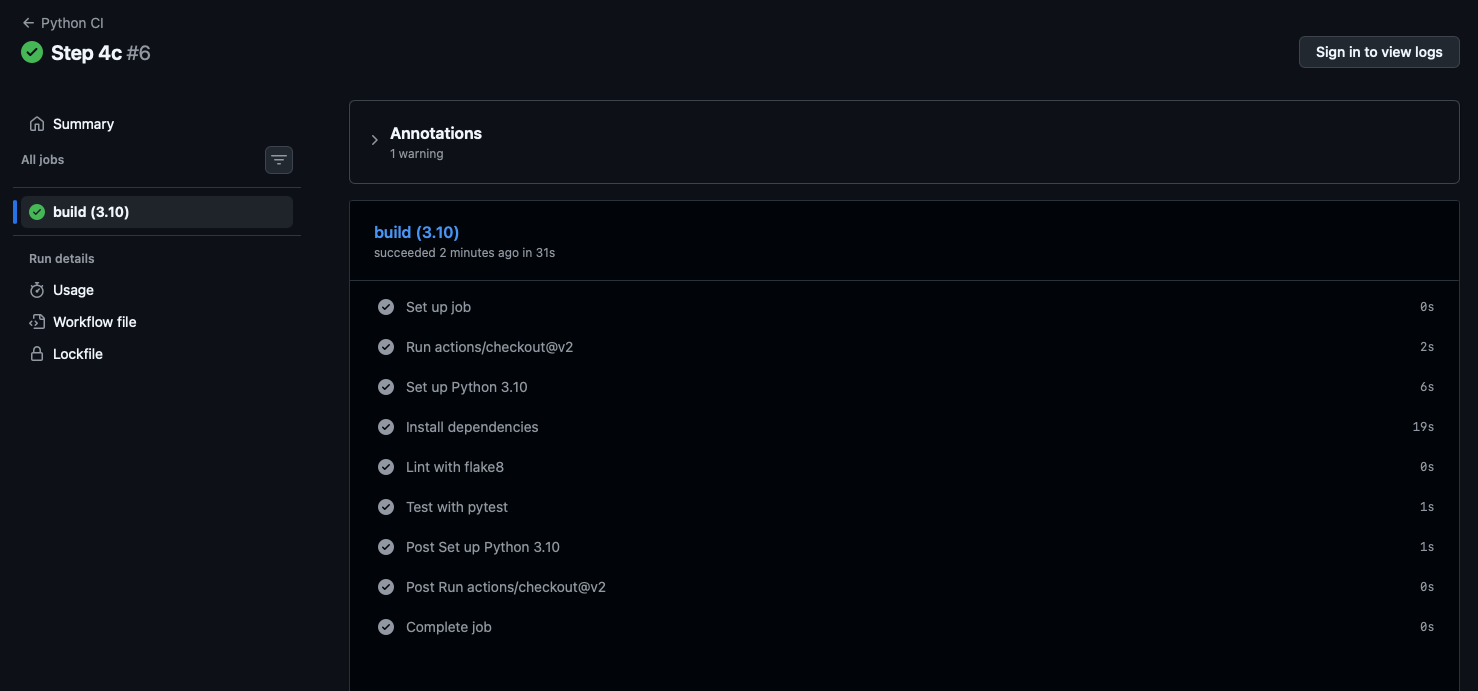 Python CI
Step 4c #6
Sign in to view logs
Summary
All jobs
build (3.10)
Run details
Usage
Workflow file
Lockfile
Annotations
1 warning
build (3.10)
succeeded 2 minutes ago in 31s
Set up job 0s
Run actions/checkout@v2 2s
Set up Python 3.10 6s
Install dependencies 19s
Lint with flake8 0s
Test with pytest 1s
Post Set up Python 3.10 1s
Post Run actions/checkout@v2 0s
Complete job 0s